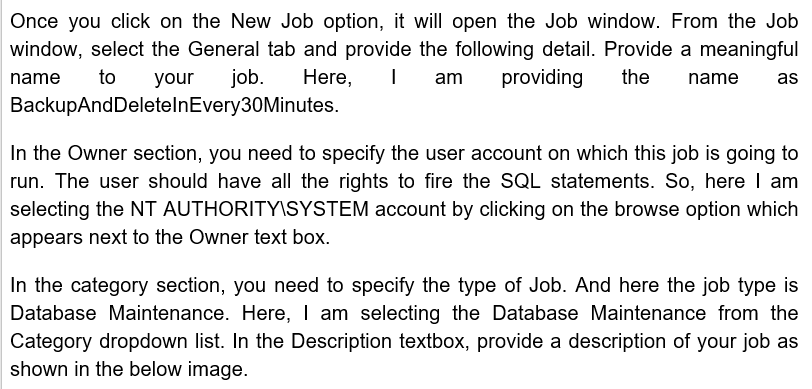 Once you click on the New Job option, it will open the Job window. From the Job
window, select the General tab and provide the following detail. Provide a meaningful
name to your job. Here, I am providing the name as
BackupAndDeleteInEvery30Minutes.
In the Owner section, you need to specify the user account on which this job is going to
run. The user should have all the rights to fire the SQL statements. So, here I am
selecting the NT AUTHORITY\SYSTEM account by clicking on the browse option which
appears next to the Owner text box.
In the category section, you need to specify the type of Job. And here the job type is
Database Maintenance. Here, I am selecting the Database Maintenance from the
Category dropdown list. In the Description textbox, provide a description of your job as
shown in the below image.